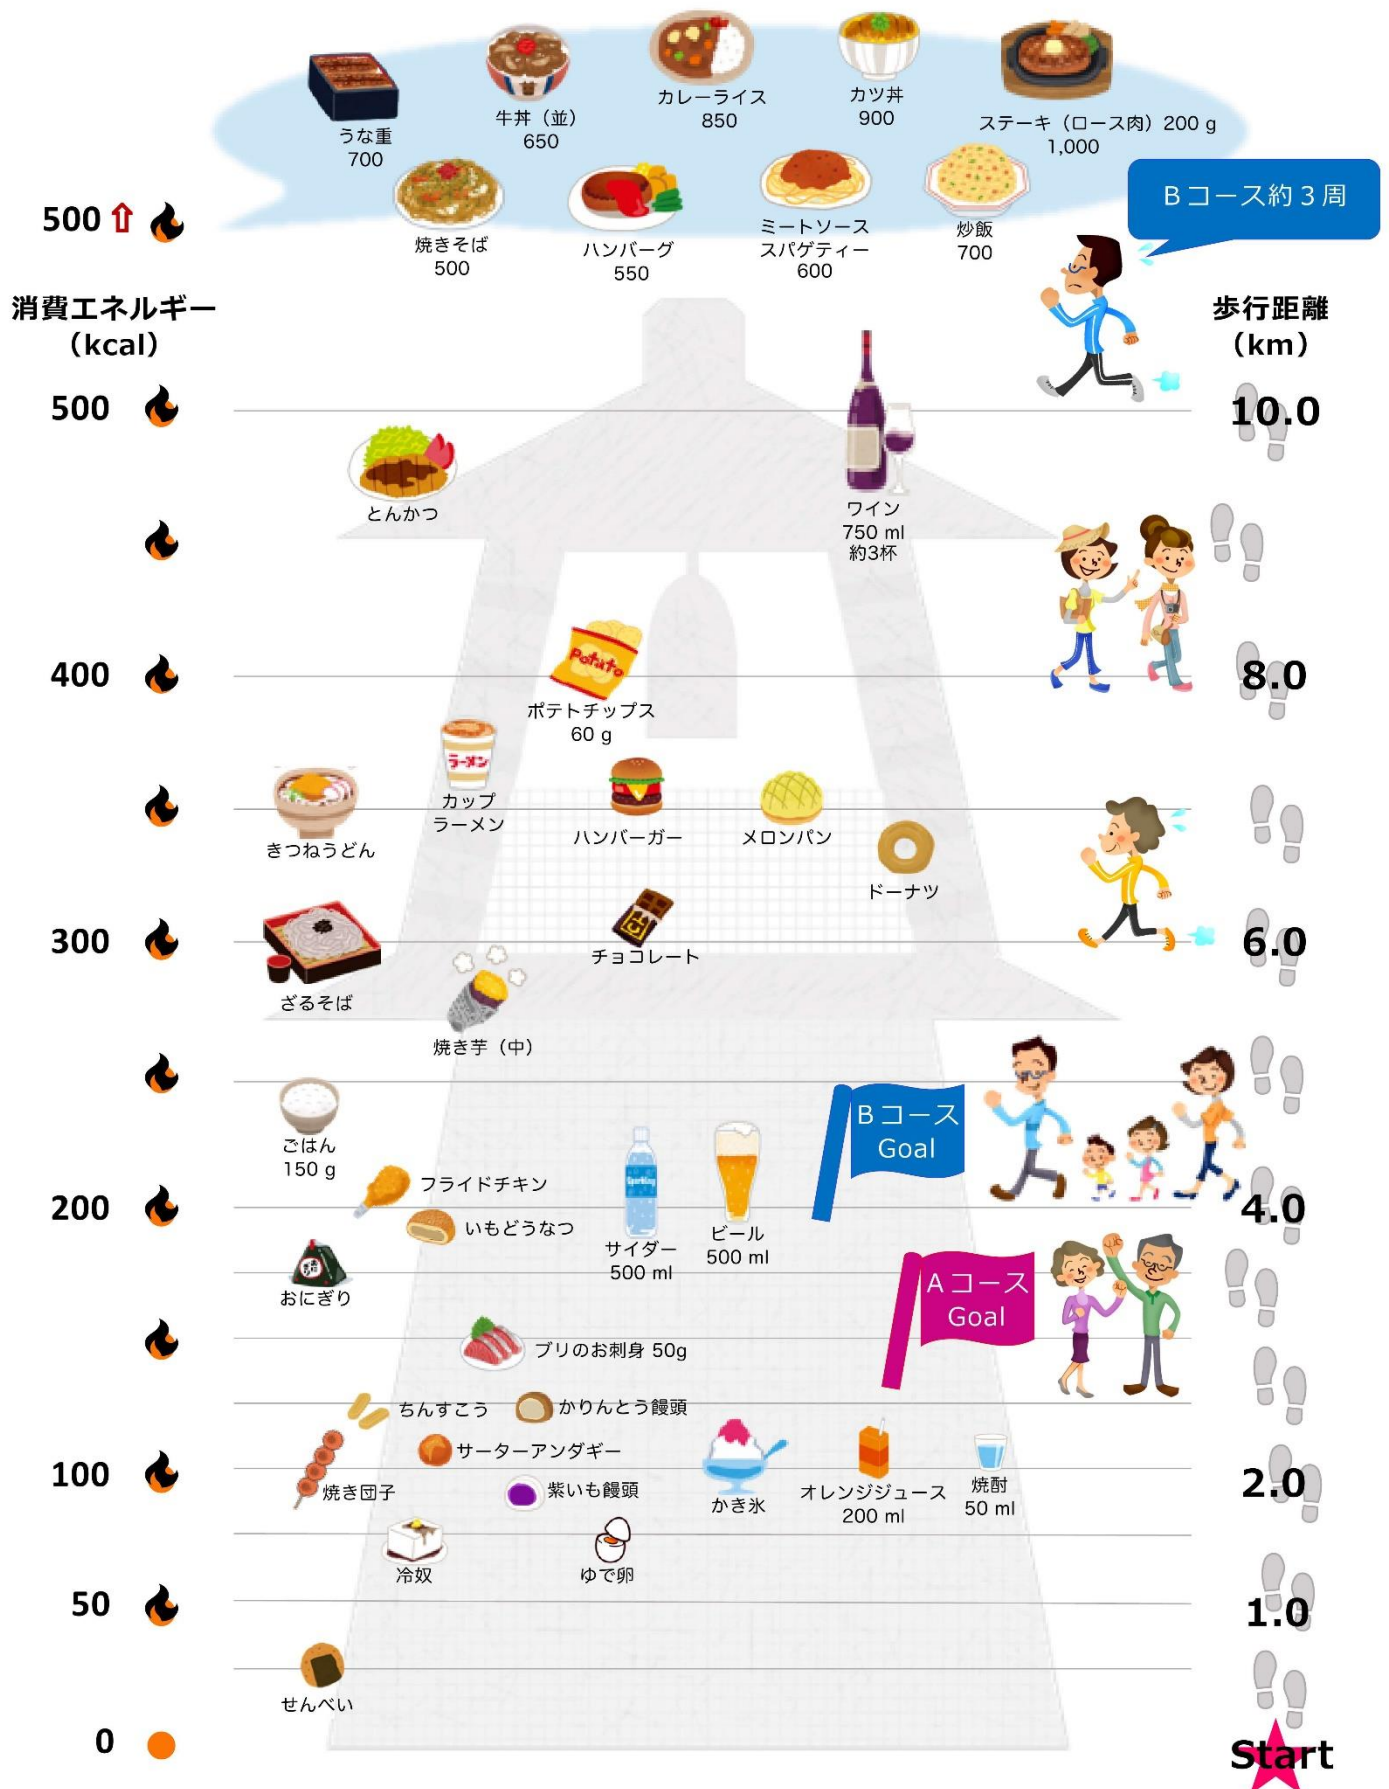 カレーライス
850
カツ丼
900
牛丼（並）
650
ステーキ（ロース肉）200 g
1,000
うな重
700
Bコース約３周
500⇧
焼きそば
500
ハンバーグ
550
ミートソース
スパゲティー
600
炒飯
700
消費エネルギー
（kcal）
歩行距離
（km）
500
10.0
とんかつ
ワイン
750 ml
約3杯
Potato
400
8.0
ポテトチップス
60 g
ラーメン
カップ
ラーメン
ハンバーガー
メロンパン
きつねうどん
ドーナツ
300
6.0
チョコレート
ざるそば
焼き芋（中）
Bコース
Goal
ごはん
150 g
フライドチキン
Sparkling
200
4.0
いもどうなつ
サイダー
500 ml
ビール
500 ml
おにぎり
Aコース
Goal
ブリのお刺身 50g
ちんすこう
かりんとう饅頭
サーターアンダギー
100
2.0
焼き団子
紫いも饅頭
かき氷
オレンジジュース
200 ml
焼酎
50 ml
冷奴
ゆで卵
50
1.0
せんべい
0
Start